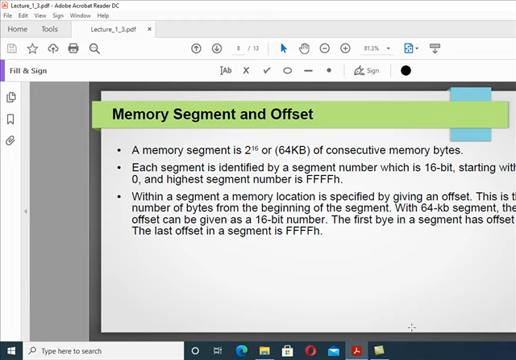 Lecture_1_3.pdf - Adobe Acrobat Reader DC
File Edit View Sign Window Help
Home Tools Lecture_1_3.pdf ×
8 / 13 81.3%
Fill & Sign
Ab Sign
Memory Segment and Offset
• A memory segment is 2¹⁶ or (64KB) of consecutive memory bytes.
• Each segment is identified by a segment number which is 16-bit, starting with
0, and highest segment number is FFFFh.
• Within a segment a memory location is specified by giving an offset. This is th
number of bytes from the beginning of the segment. With 64-kb segment, the
offset can be given as a 16-bit number. The first bye in a segment has offset
The last offset in a segment is FFFFh.
Type here to search